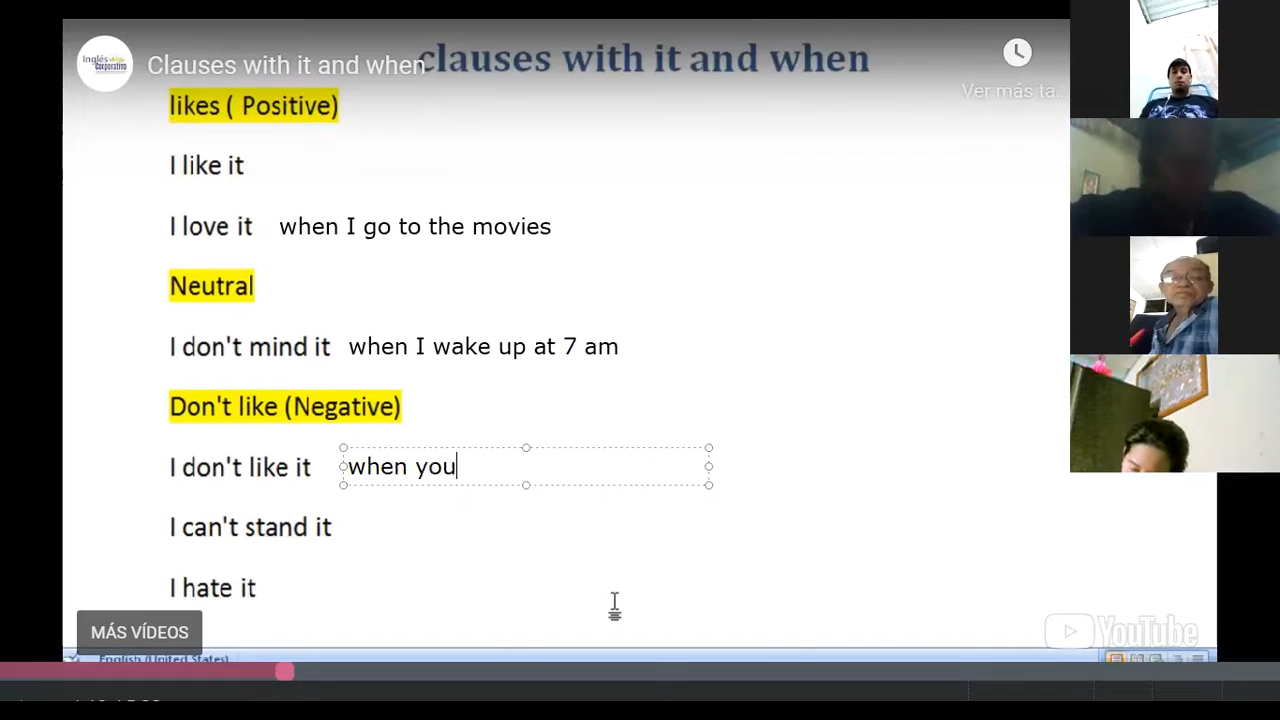 Inglés
corporativo
Clauses with it and when
clauses with it and when
Ver más ta...
likes ( Positive)
I like it
I love it when I go to the movies
Neutral
I don't mind it when I wake up at 7 am
Don't like (Negative)
I don't like it when you
I can't stand it
I hate it
MÁS VÍDEOS
YouTube
English (United States)